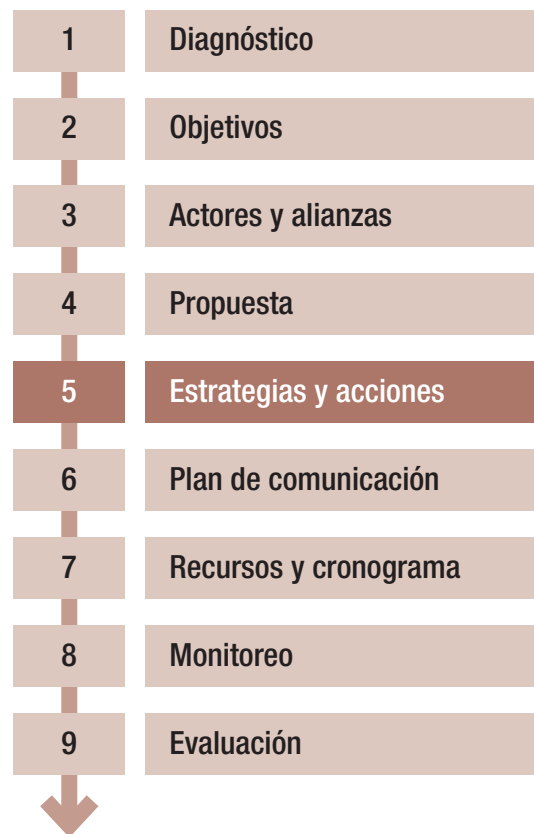 1 Diagnóstico
2 Objetivos
3 Actores y alianzas
4 Propuesta
5 Estrategias y acciones
6 Plan de comunicación
7 Recursos y cronograma
8 Monitoreo
9 Evaluación